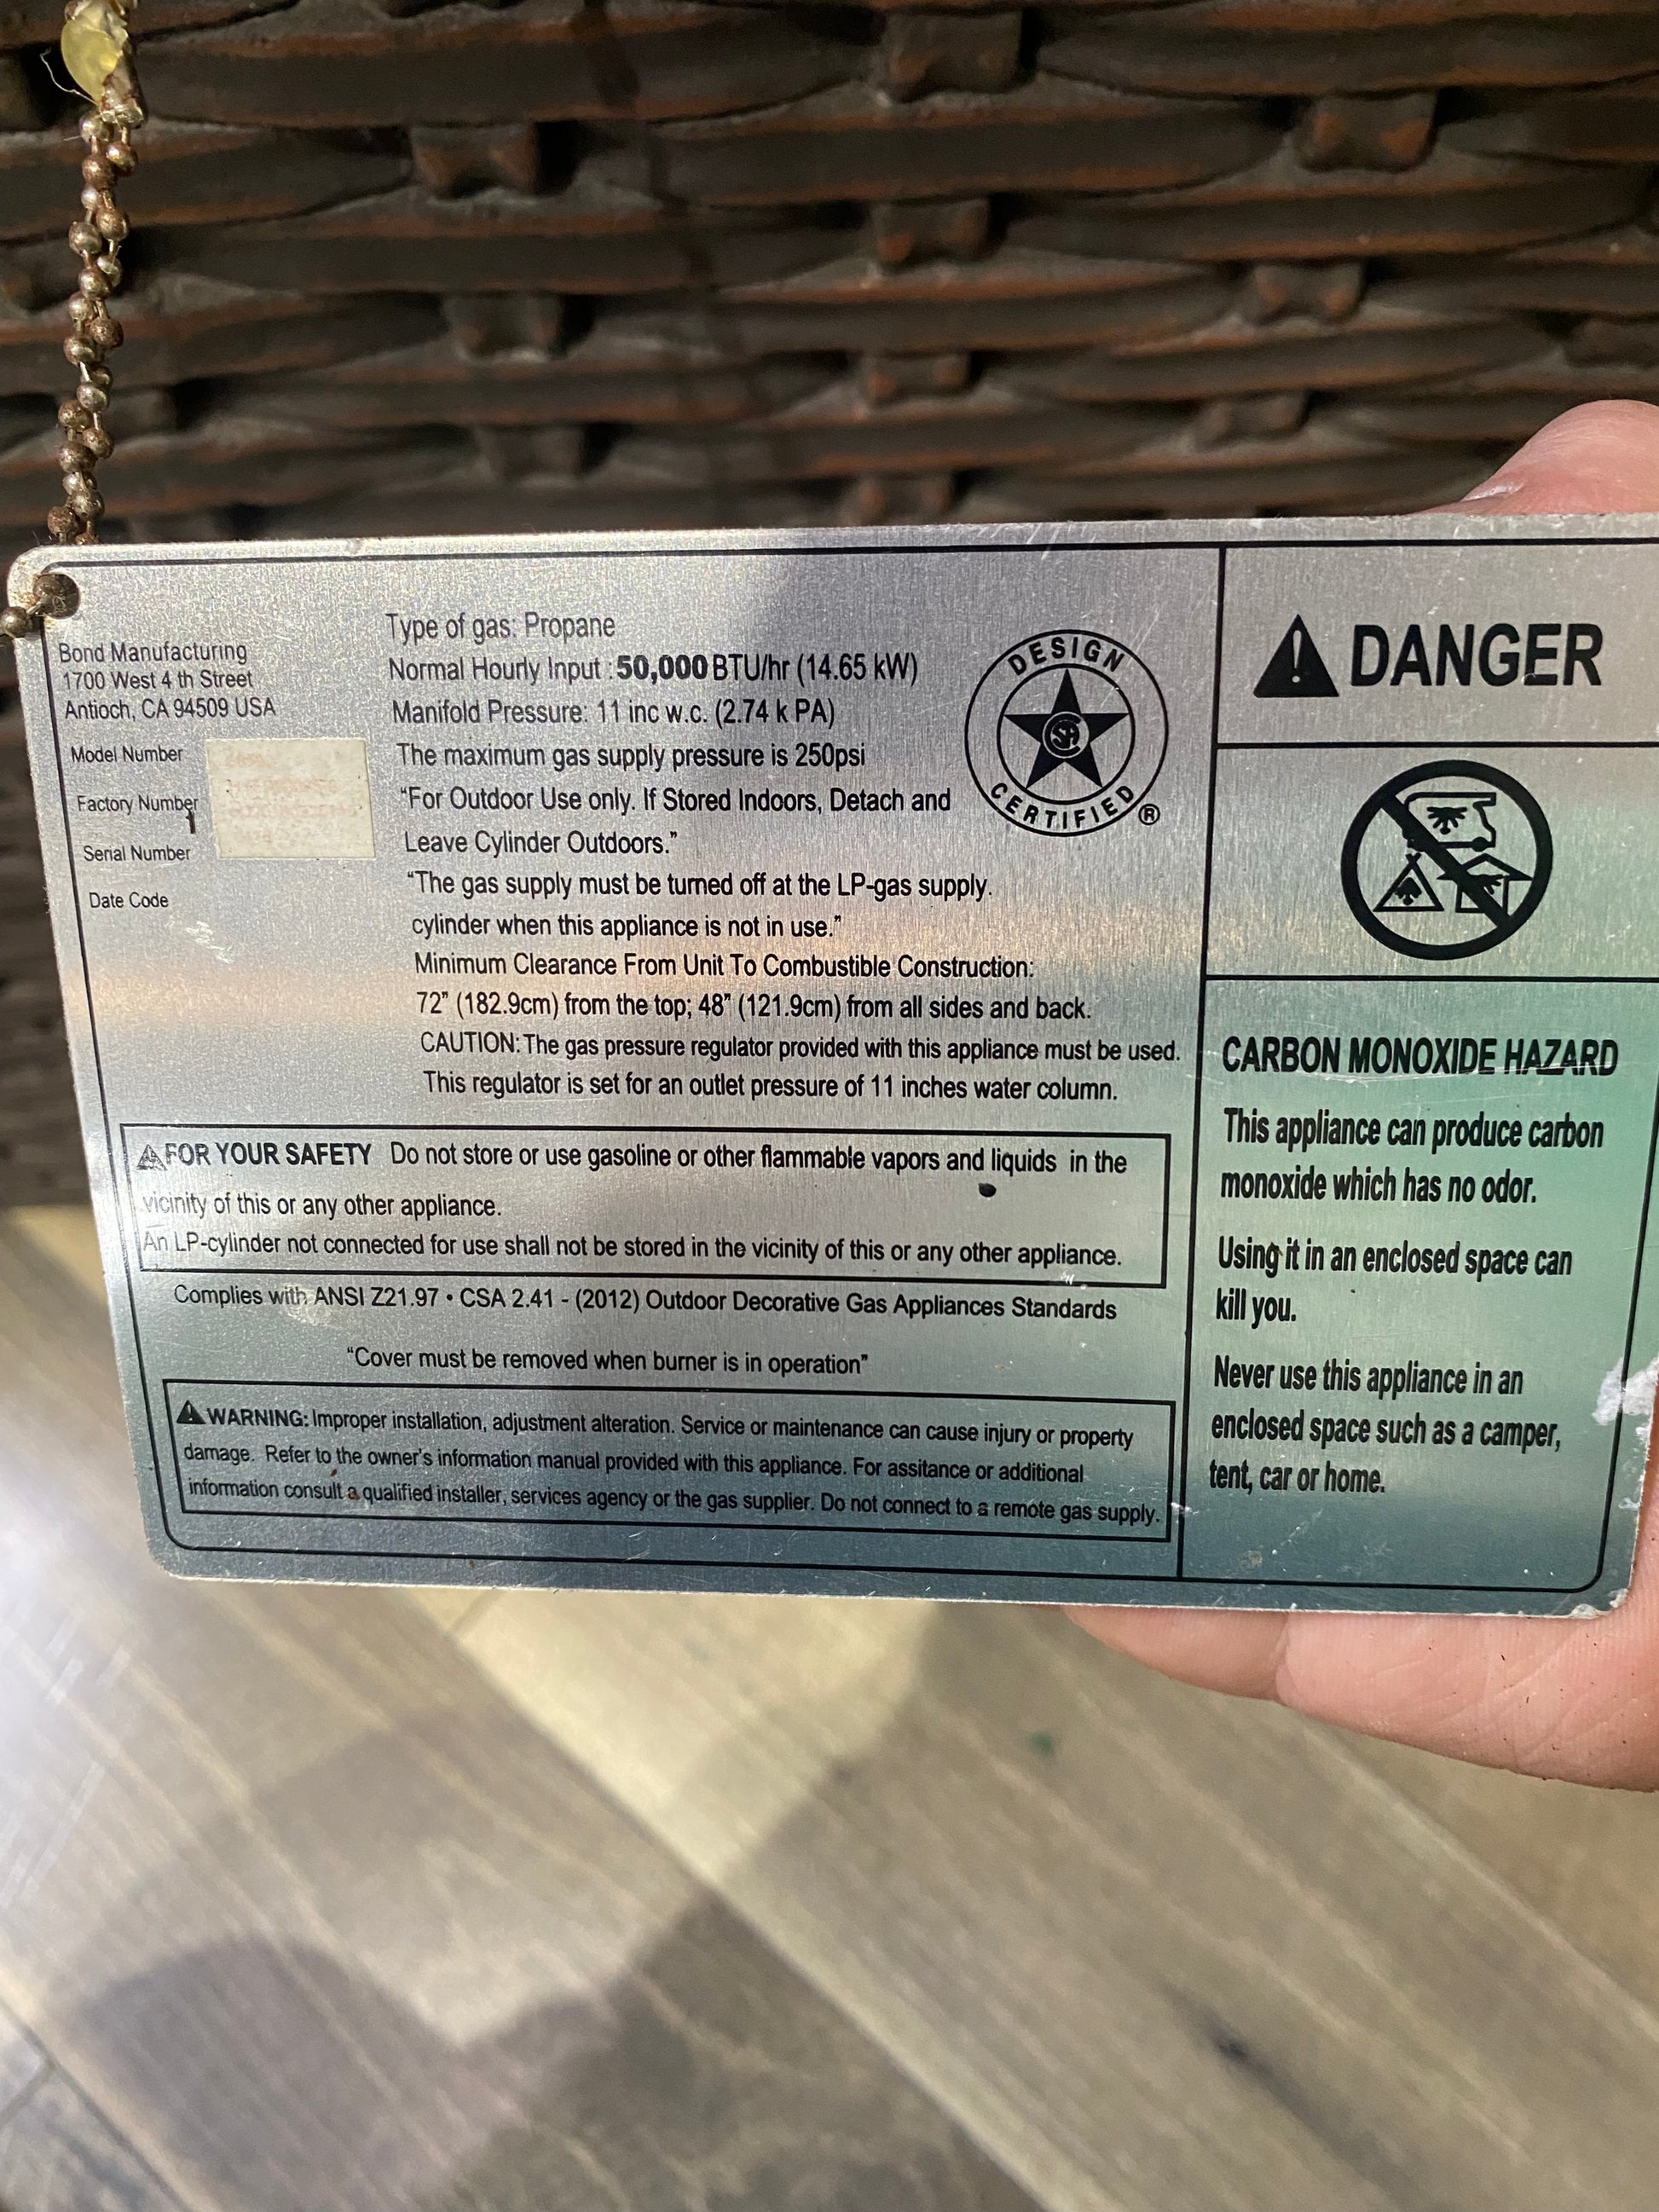 Bond Manufacturing
1700 West 4 th Street
Antioch, CA 94509 USA
Model Number
Factory Number
Serial Number
Date Code
Type of gas: Propane
Normal Hourly Input : 50,000 BTU/hr (14.65 kW)
Manifold Pressure: 11 inc w.c. (2.74 k PA)
The maximum gas supply pressure is 250psi
“For Outdoor Use only. If Stored Indoors, Detach and
Leave Cylinder Outdoors.”
“The gas supply must be turned off at the LP-gas supply.
cylinder when this appliance is not in use.”
Minimum Clearance From Unit To Combustible Construction:
72” (182.9cm) from the top; 48” (121.9cm) from all sides and back.
CAUTION: The gas pressure regulator provided with this appliance must be used.
This regulator is set for an outlet pressure of 11 inches water column.
DESIGN
CSA
CERTIFIED ®
FOR YOUR SAFETY Do not store or use gasoline or other flammable vapors and liquids in the
vicinity of this or any other appliance.
An LP-cylinder not connected for use shall not be stored in the vicinity of this or any other appliance.
Complies with ANSI Z21.97 • CSA 2.41 - (2012) Outdoor Decorative Gas Appliances Standards
“Cover must be removed when burner is in operation”
WARNING: Improper installation, adjustment alteration. Service or maintenance can cause injury or property
damage. Refer to the owner's information manual provided with this appliance. For assitance or additional
information consult a qualified installer, services agency or the gas supplier. Do not connect to a remote gas supply.
DANGER
CARBON MONOXIDE HAZARD
This appliance can produce carbon
monoxide which has no odor.
Using it in an enclosed space can
kill you.
Never use this appliance in an
enclosed space such as a camper,
tent, car or home.